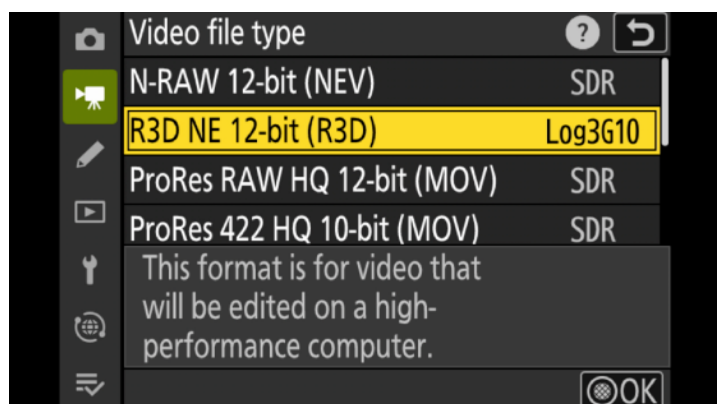 Video file type ?
N-RAW 12-bit (NEV) SDR
R3D NE 12-bit (R3D) Log3G10
ProRes RAW HQ 12-bit (MOV) SDR
ProRes 422 HQ 10-bit (MOV) SDR
This format is for video that
will be edited on a high-
performance computer.
OK